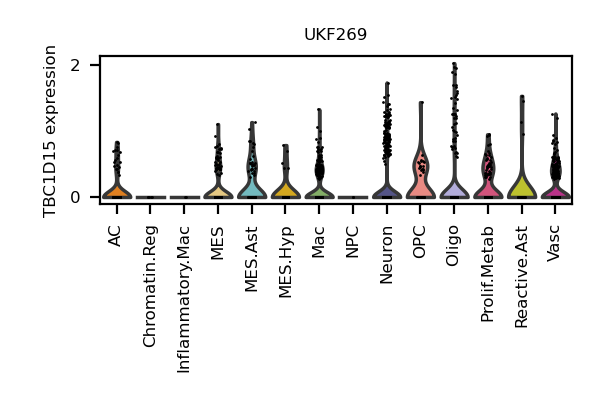 UKF269
TBC1D15 expression
2
0
AC
Chromatin.Reg
Inflammatory.Mac
MES
MES.Ast
MES.Hyp
Mac
NPC
Neuron
OPC
Oligo
Prolif.Metab
Reactive.Ast
Vasc